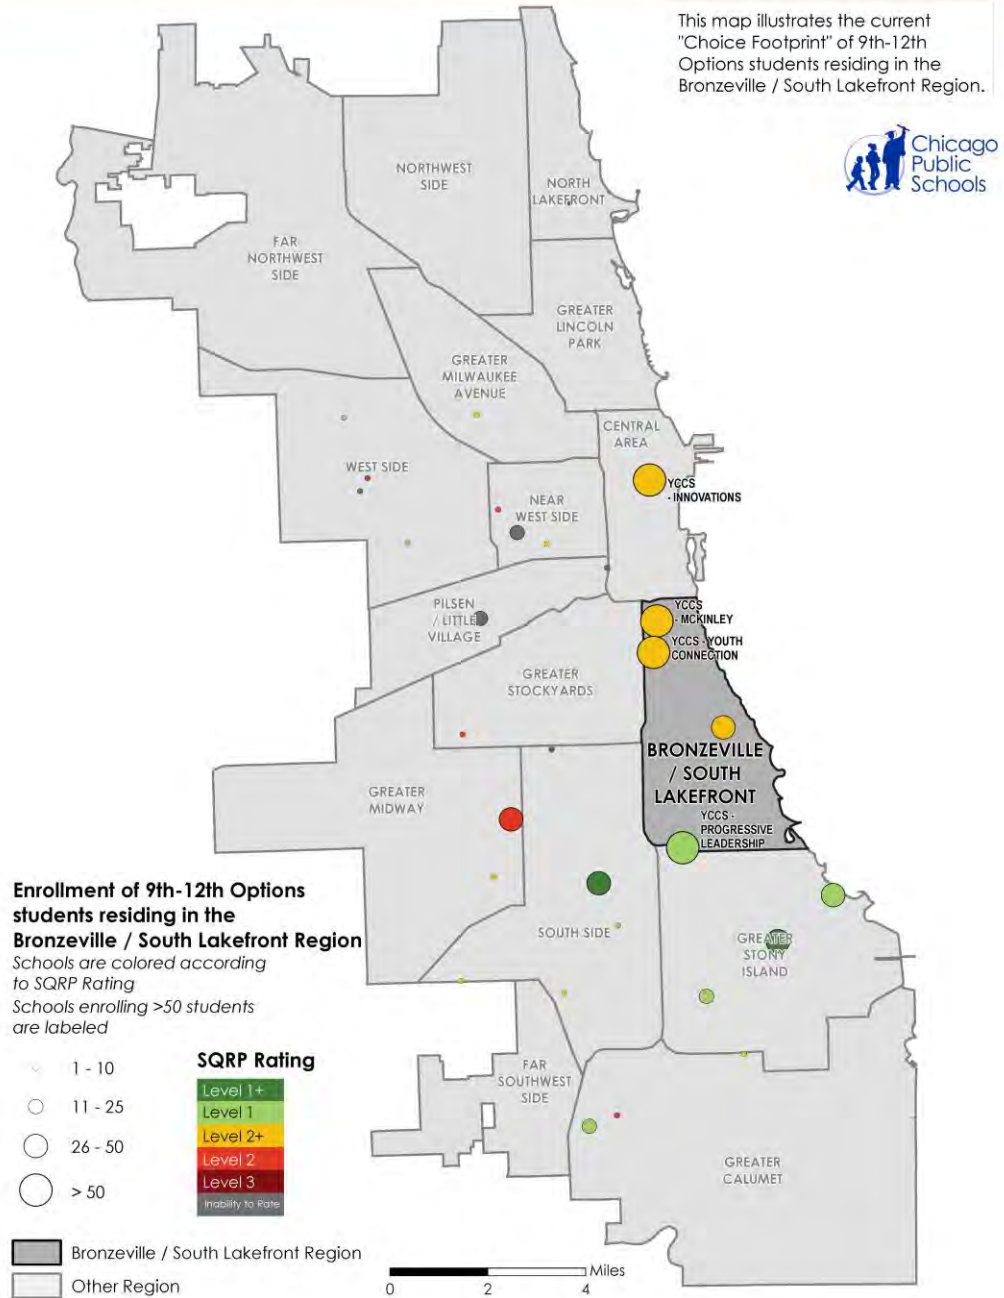 This map illustrates the current
"Choice Footprint" of 9th-12th
Options students residing in the
Bronzeville / South Lakefront Region.
Chicago
Public
Schools
NORTHWEST
SIDE
NORTH
LAKEFRONT
FAR
NORTHWEST
SIDE
GREATER
LINCOLN
PARK
GREATER
MILWAUKEE
AVENUE
CENTRAL
AREA
WEST SIDE
YCCS
- INNOVATIONS
NEAR
WEST SIDE
PILSEN
/ LITTLE
VILLAGE
YCCS
- MCKINLEY
YCCS - YOUTH
CONNECTION
GREATER
STOCKYARDS
BRONZEVILLE
/ SOUTH
LAKEFRONT
GREATER
MIDWAY
YCCS -
PROGRESSIVE
LEADERSHIP
SOUTH SIDE
GREATER
STONY
ISLAND
FAR
SOUTHWEST
SIDE
GREATER
CALUMET
Enrollment of 9th-12th Options
students residing in the
Bronzeville / South Lakefront Region
Schools are colored according
to SQRP Rating
Schools enrolling >50 students
are labeled
1 - 10
11 - 25
26 - 50
> 50
SQRP Rating
Level 1+
Level 1
Level 2+
Level 2
Level 3
Inability to Rate
Bronzeville / South Lakefront Region
Other Region
Miles
0 2 4